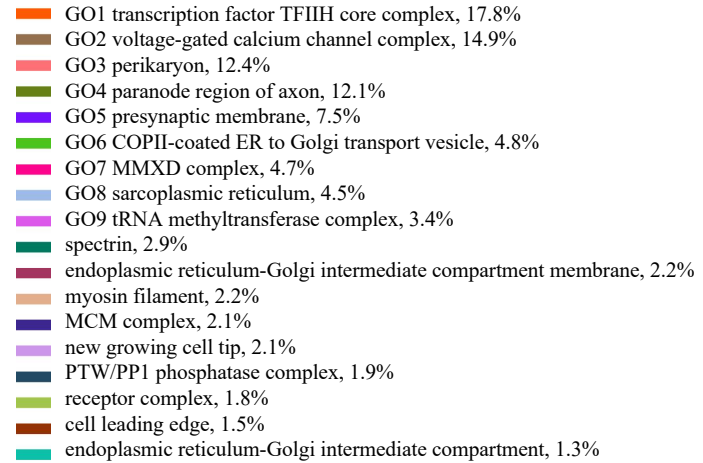 GO1 transcription factor TFIIH core complex, 17.8%
GO2 voltage-gated calcium channel complex, 14.9%
GO3 perikaryon, 12.4%
GO4 paranode region of axon, 12.1%
GO5 presynaptic membrane, 7.5%
GO6 COPII-coated ER to Golgi transport vesicle, 4.8%
GO7 MMXD complex, 4.7%
GO8 sarcoplasmic reticulum, 4.5%
GO9 tRNA methyltransferase complex, 3.4%
spectrin, 2.9%
endoplasmic reticulum-Golgi intermediate compartment membrane, 2.2%
myosin filament, 2.2%
MCM complex, 2.1%
new growing cell tip, 2.1%
PTW/PP1 phosphatase complex, 1.9%
receptor complex, 1.8%
cell leading edge, 1.5%
endoplasmic reticulum-Golgi intermediate compartment, 1.3%